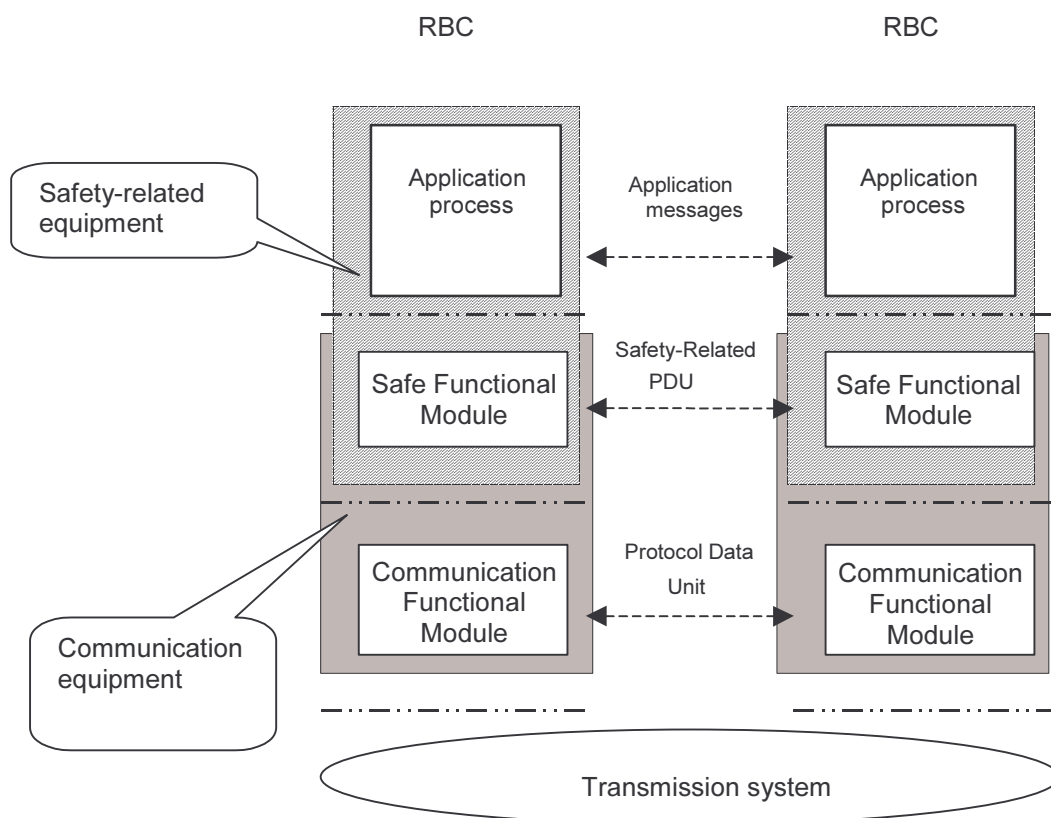 RBC
RBC
Application
process
Application
messages
Application
process
Safety-related
equipment
Safe Functional
Module
Safety-Related
PDU
Safe Functional
Module
Communication
Functional
Module
Protocol Data
Unit
Communication
Functional
Module
Communication
equipment
Transmission system